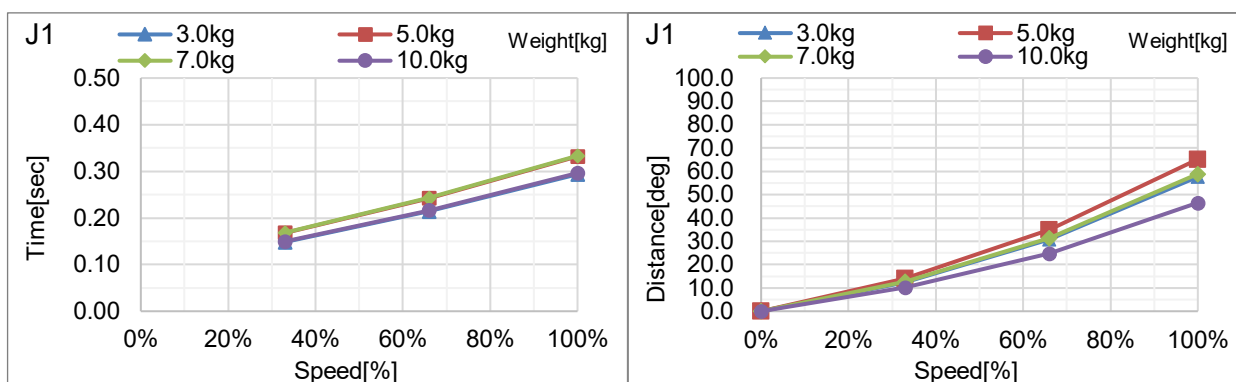 J1
3.0kg
5.0kg
Weight[kg]
7.0kg
10.0kg
0.50
0.40
0.30
0.20
0.10
0.00
Time[sec]
0%
20%
40%
60%
80%
100%
Speed[%]
J1
3.0kg
5.0kg
Weight[kg]
7.0kg
10.0kg
100.0
90.0
80.0
70.0
60.0
50.0
40.0
30.0
20.0
10.0
0.0
Distance[deg]
0%
20%
40%
60%
80%
100%
Speed[%]